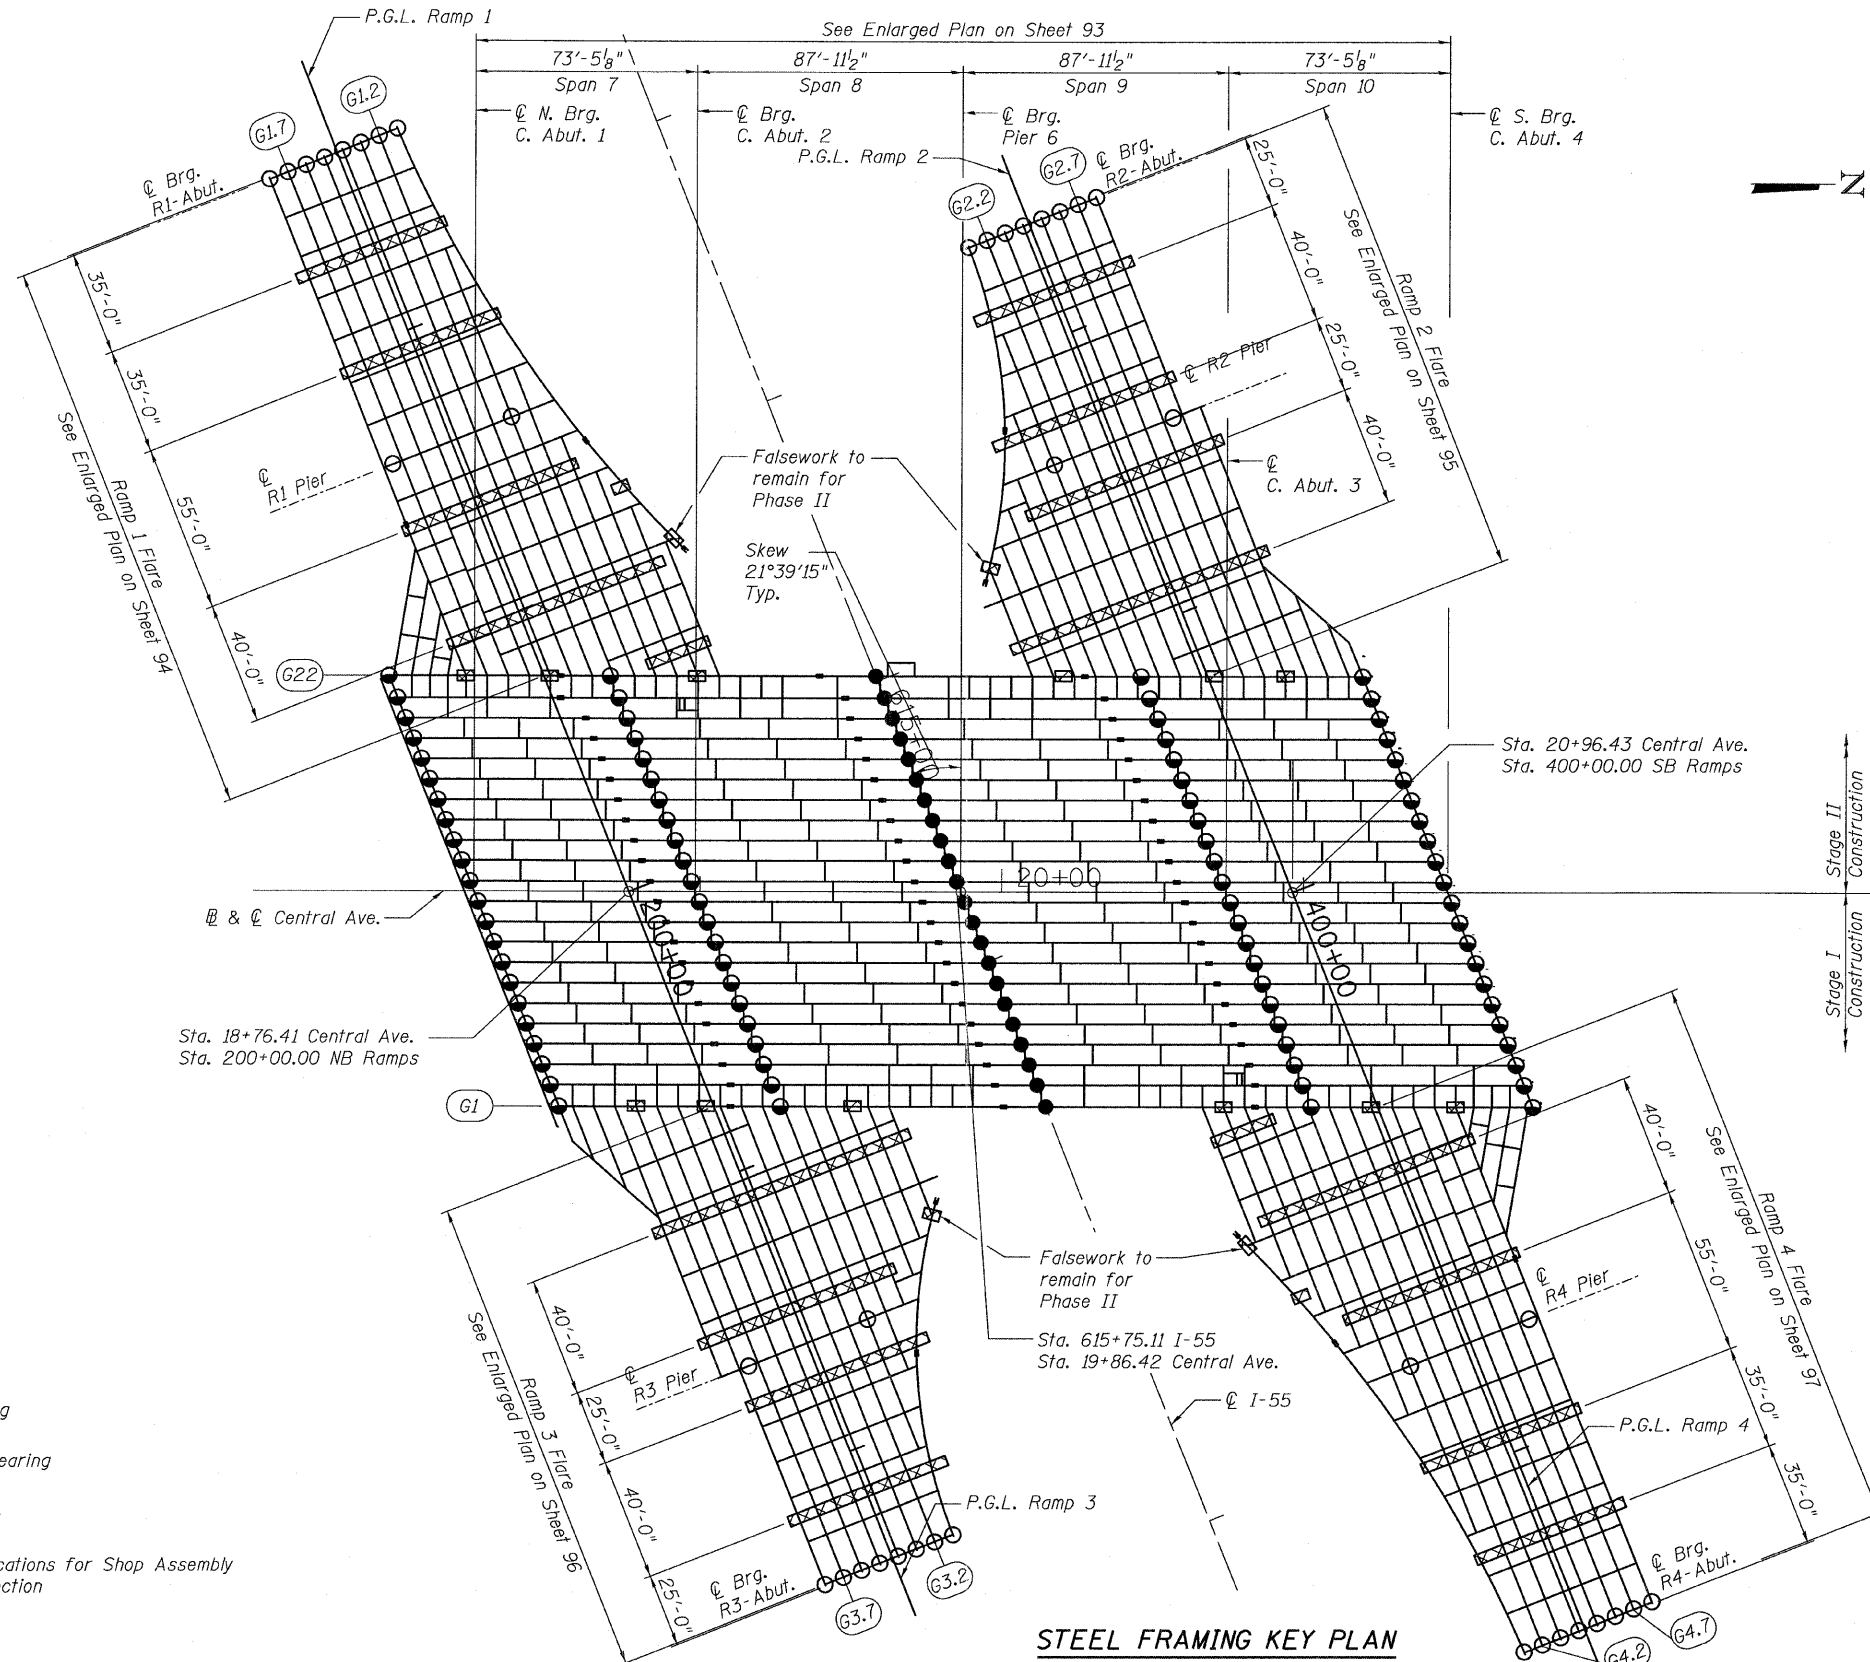 P.G.L. Ramp 1
See Enlarged Plan on Sheet 93
73'-5⅛"
87'-11½"
87'-11½"
73'-5⅛"
Span 7
Span 8
Span 9
Span 10
℄ N. Brg.
C. Abut. 1
℄ Brg.
C. Abut. 2
℄ Brg.
Pier 6
℄ S. Brg.
C. Abut. 4
P.G.L. Ramp 2
G1.7
G1.2
G2.2
G2.7
℄ Brg.
R1-Abut.
℄ Brg.
R2-Abut.
N
35'-0"
35'-0"
55'-0"
40'-0"
Ramp 1 Flare
See Enlarged Plan on Sheet 94
℄
R1 Pier
25'-0"
40'-0"
25'-0"
40'-0"
Ramp 2 Flare
See Enlarged Plan on Sheet 95
℄ R2 Pier
℄
C. Abut. 3
Falsework to
remain for
Phase II
Skew
21°39'15"
Typ.
G22
615+00
Sta. 20+96.43 Central Ave.
Sta. 400+00.00 SB Ramps
Stage II
Construction
Stage I
Construction
20+00
200+00
400+00
℄ Central Ave.
Sta. 18+76.41 Central Ave.
Sta. 200+00.00 NB Ramps
G1
Falsework to
remain for
Phase II
Sta. 615+75.11 I-55
Sta. 19+86.42 Central Ave.
℄ I-55
40'-0"
25'-0"
40'-0"
25'-0"
℄
R3 Pier
Ramp 3 Flare
See Enlarged Plan on Sheet 96
P.G.L. Ramp 3
℄ Brg.
R3-Abut.
G3.7
G3.2
40'-0"
55'-0"
35'-0"
35'-0"
℄
R4 Pier
Ramp 4 Flare
See Enlarged Plan on Sheet 97
P.G.L. Ramp 4
℄ Brg.
R4-Abut.
G4.2
G4.7
Shop Assembly
STEEL FRAMING KEY PLAN